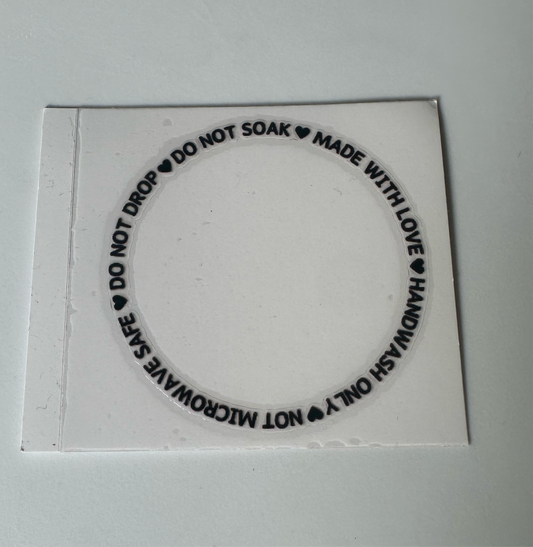 DO NOT SOAK ♥ MADE WITH LOVE ♥ HANDWASH ONLY ♥ NOT MICROWAVE SAFE ♥ DO NOT DROP ♥